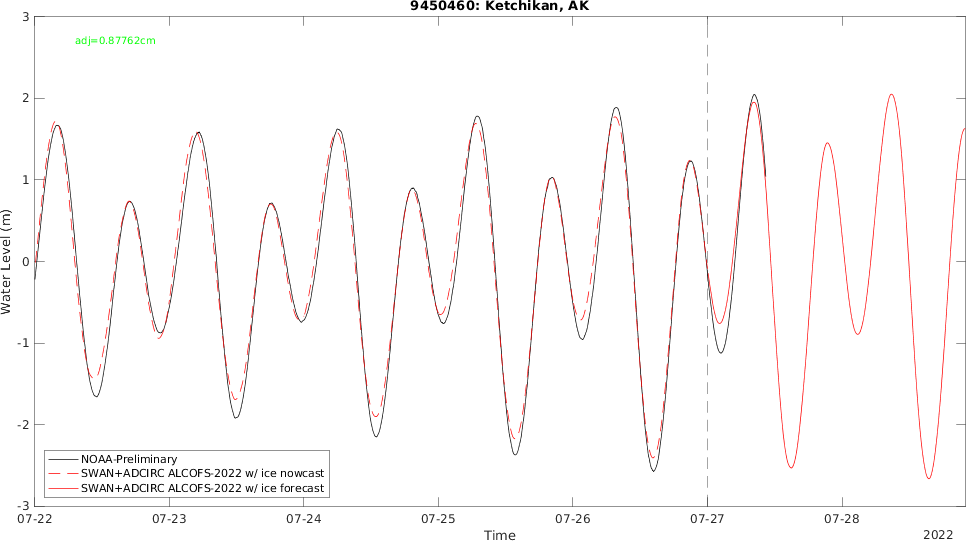 9450460: Ketchikan, AK
adj=0.87762cm
3
2
1
0
-1
-2
-3
Water Level (m)
NOAA-Preliminary
SWAN+ADCIRC ALCOFS-2022 w/ ice nowcast
SWAN+ADCIRC ALCOFS-2022 w/ ice forecast
07-22 07-23 07-24 07-25 07-26 07-27 07-28
Time
2022